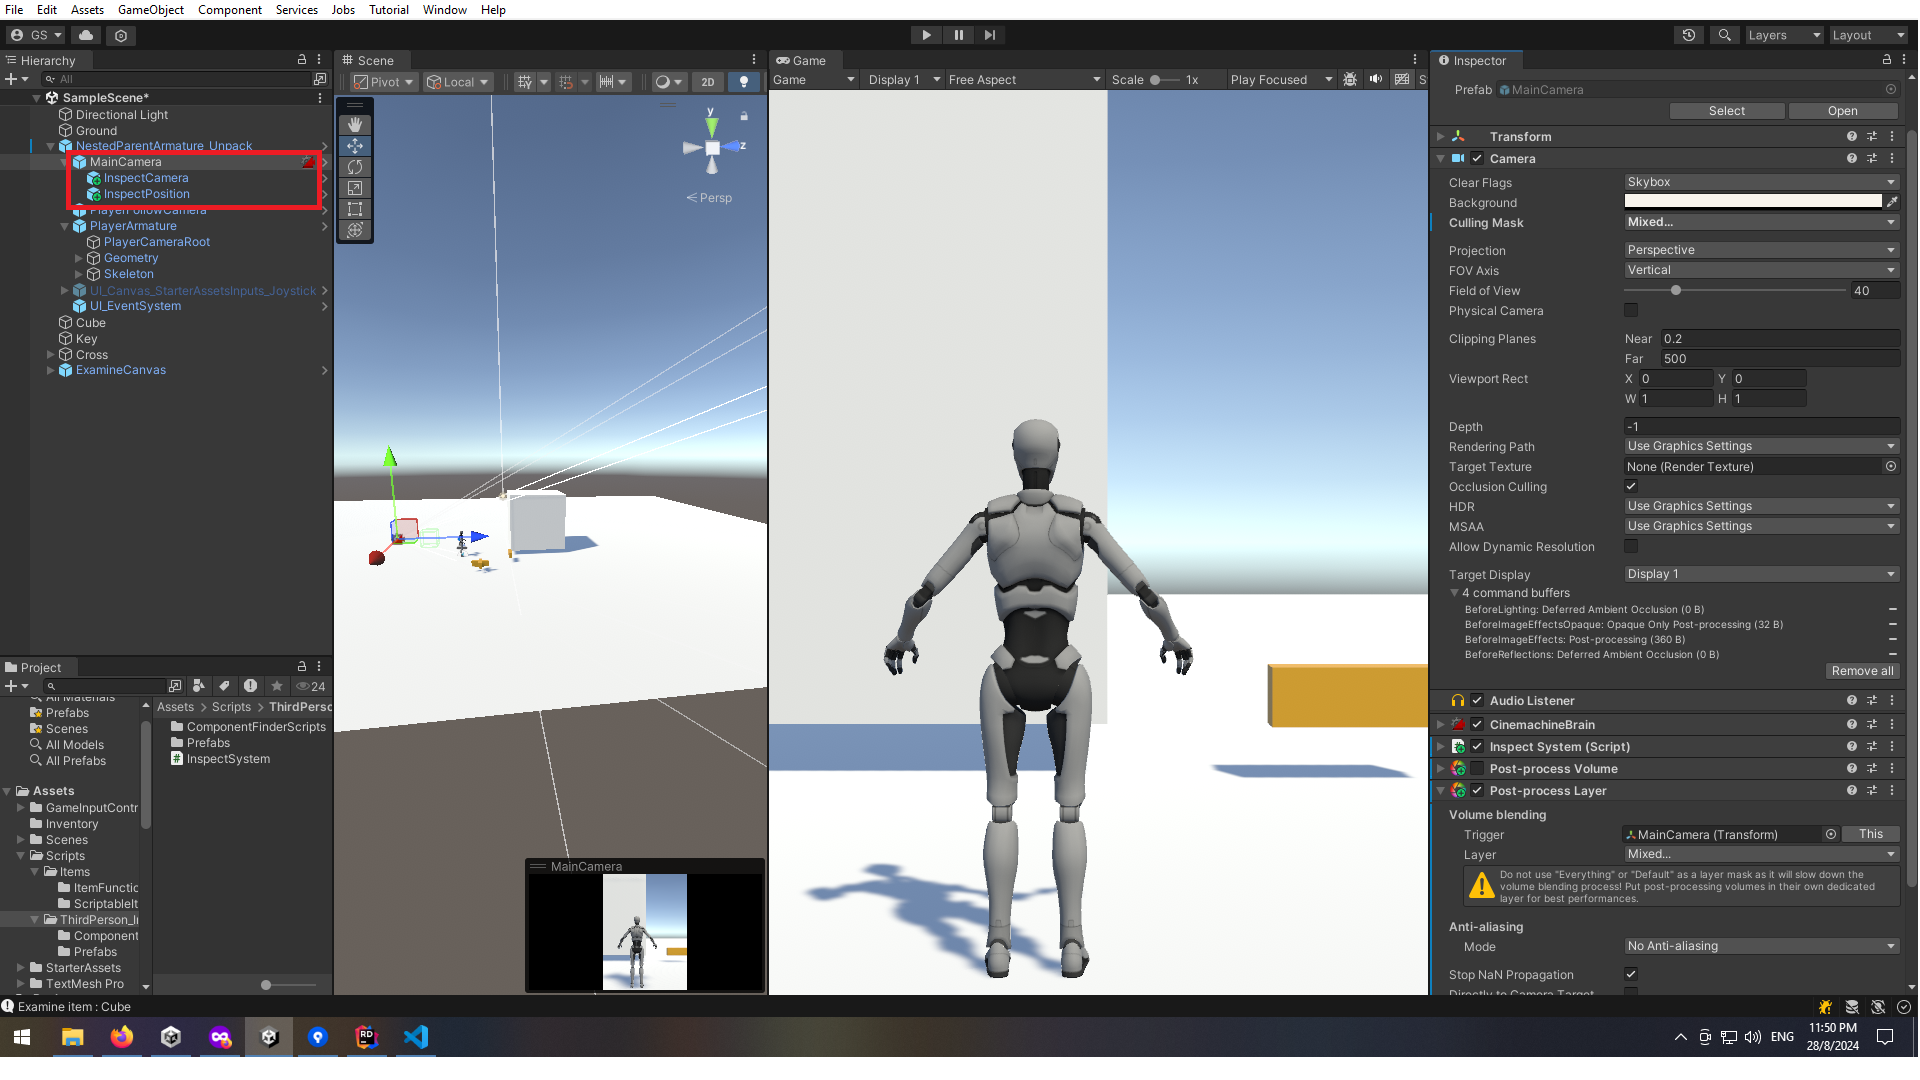 File Edit Assets GameObject Component Services Jobs Tutorial Window Help
GS
Layers
Layout
Hierarchy
All
SampleScene*
Directional Light
Ground
NestedParentArmature_Unpack
MainCamera
InspectCamera
InspectPosition
PlayerFollowCamera
PlayerArmature
PlayerCameraRoot
Geometry
Skeleton
UI_Canvas_StarterAssetsInputs_Joystick
UI_EventSystem
Cube
Key
Cross
ExamineCanvas
Scene
Pivot Local 2D
y
z
Persp
MainCamera
Game
Game Display 1 Free Aspect Scale 1x Play Focused S
Inspector
Prefab MainCamera
Select Open
Transform
Camera
Clear Flags Skybox
Background
Culling Mask Mixed...
Projection Perspective
FOV Axis Vertical
Field of View 40
Physical Camera
Clipping Planes Near 0.2
Far 500
Viewport Rect X 0 Y 0
W 1 H 1
Depth -1
Rendering Path Use Graphics Settings
Target Texture None (Render Texture)
Occlusion Culling
HDR Use Graphics Settings
MSAA Use Graphics Settings
Allow Dynamic Resolution
Target Display Display 1
4 command buffers
BeforeLighting: Deferred Ambient Occlusion (0 B)
BeforeImageEffectsOpaque: Opaque Only Post-processing (32 B)
BeforeImageEffects: Post-processing (360 B)
BeforeReflections: Deferred Ambient Occlusion (0 B)
Remove all
Audio Listener
CinemachineBrain
Inspect System (Script)
Post-process Volume
Post-process Layer
Volume blending
Trigger MainCamera (Transform) This
Layer Mixed...
Do not use "Everything" or "Default" as a layer mask as it will slow down the
volume blending process! Put post-processing volumes in their own dedicated
layer for best performances.
Anti-aliasing
Mode No Anti-aliasing
Stop NaN Propagation
Directly to Camera Target
Project
24
All Materials
Prefabs
Scenes
All Models
All Prefabs
Assets
GameInputContr
Inventory
Scenes
Scripts
Items
ItemFunctic
ScriptableIt
ThirdPerson_I
Component
Prefabs
StarterAssets
TextMesh Pro
Assets > Scripts > ThirdPerso
ComponentFinderScripts
Prefabs
InspectSystem
Examine item : Cube
ENG
11:50 PM
28/8/2024